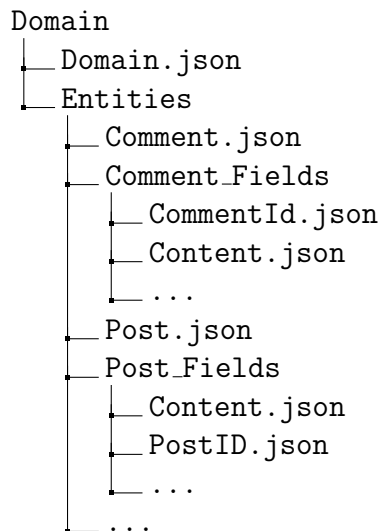 Domain
Domain.json
Entities
Comment.json
Comment_Fields
CommentId.json
Content.json
...
Post.json
Post_Fields
Content.json
PostID.json
...
...